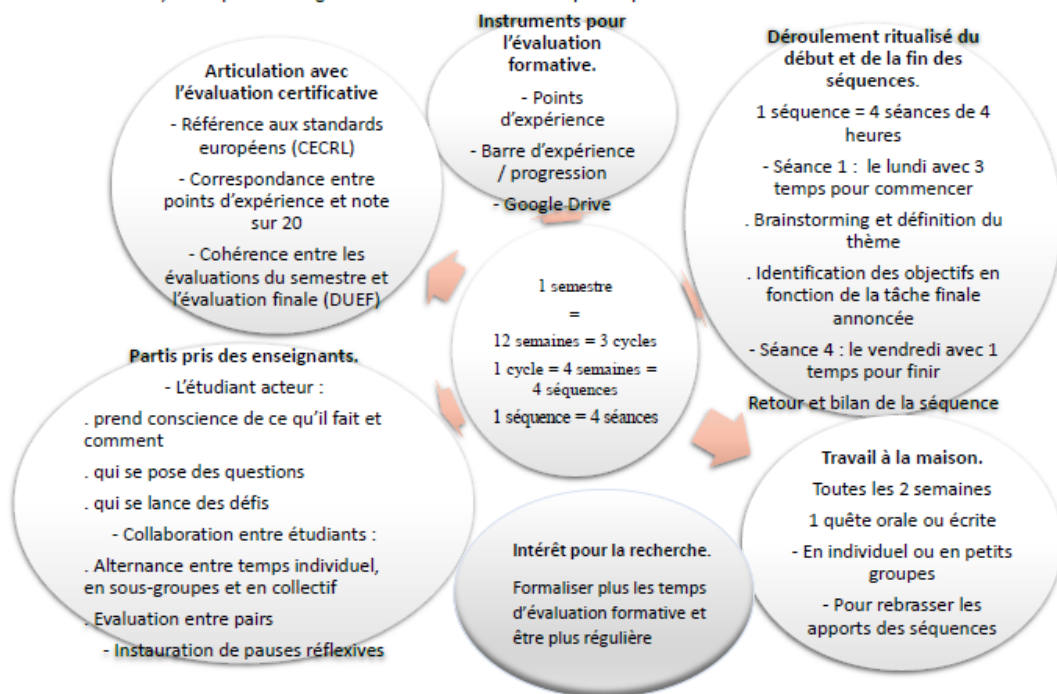 Instruments pour
l'évaluation
formative.
- Points
d'expérience
- Barre d'expérience
/ progression
- Google Drive
Articulation avec
l'évaluation certificative
- Référence aux standards
européens (CECRL)
- Correspondance entre
points d'expérience et note
sur 20
- Cohérence entre les
évaluations du semestre et
l'évaluation finale (DUEF)
Déroulement ritualisé du
début et de la fin des
séquences.
1 séquence = 4 séances de 4
heures
- Séance 1 : le lundi avec 3
temps pour commencer
. Brainstorming et définition du
thème
. Identification des objectifs en
fonction de la tâche finale
annoncée
- Séance 4 : le vendredi avec 1
temps pour finir
Retour et bilan de la séquence
1 semestre
=
12 semaines = 3 cycles
1 cycle = 4 semaines =
4 séquences
1 séquence = 4 séances
Partis pris des enseignants.
- L'étudiant acteur :
. prend conscience de ce qu'il fait et
comment
. qui se pose des questions
. qui se lance des défis
- Collaboration entre étudiants :
. Alternance entre temps individuel,
en sous-groupes et en collectif
. Evaluation entre pairs
- Instauration de pauses réflexives
Intérêt pour la recherche.
Formaliser plus les temps
d'évaluation formative et
être plus régulière
Travail à la maison.
Toutes les 2 semaines
1 quête orale ou écrite
- En individuel ou en petits
groupes
- Pour rebrasser les
apports des séquences